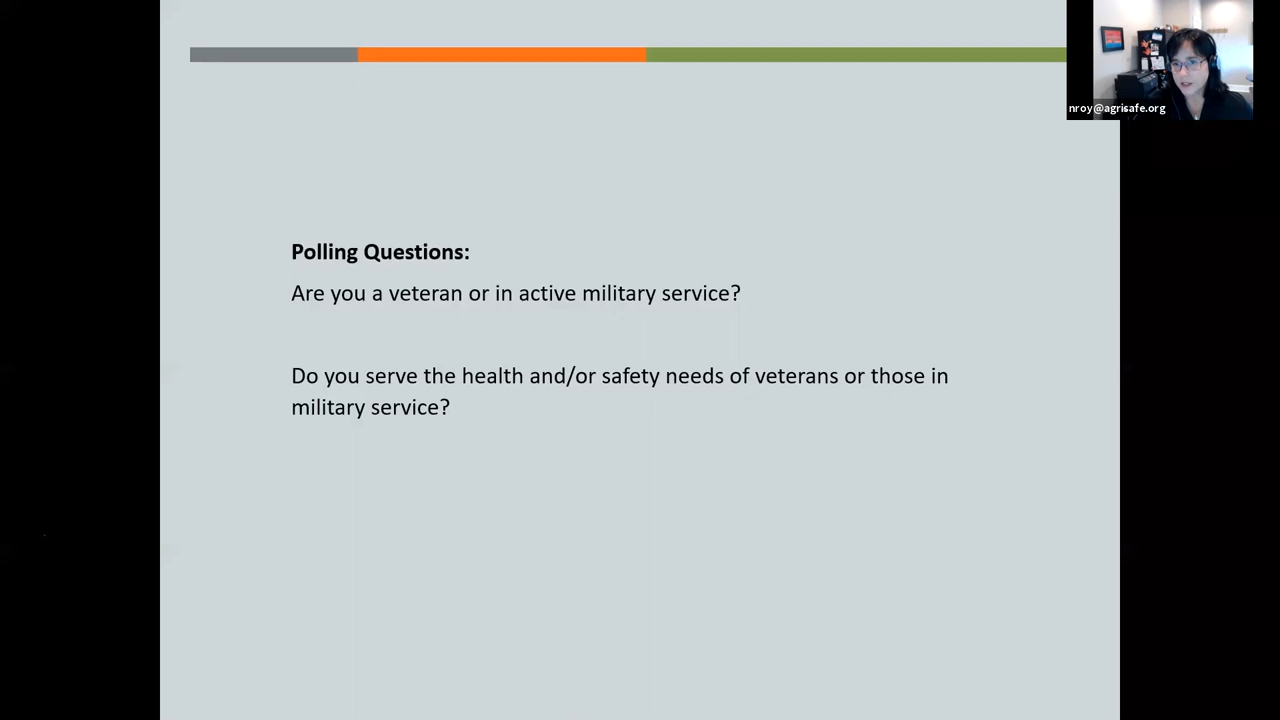 nroy@agrisafe.org
Polling Questions:
Are you a veteran or in active military service?
Do you serve the health and/or safety needs of veterans or those in
military service?